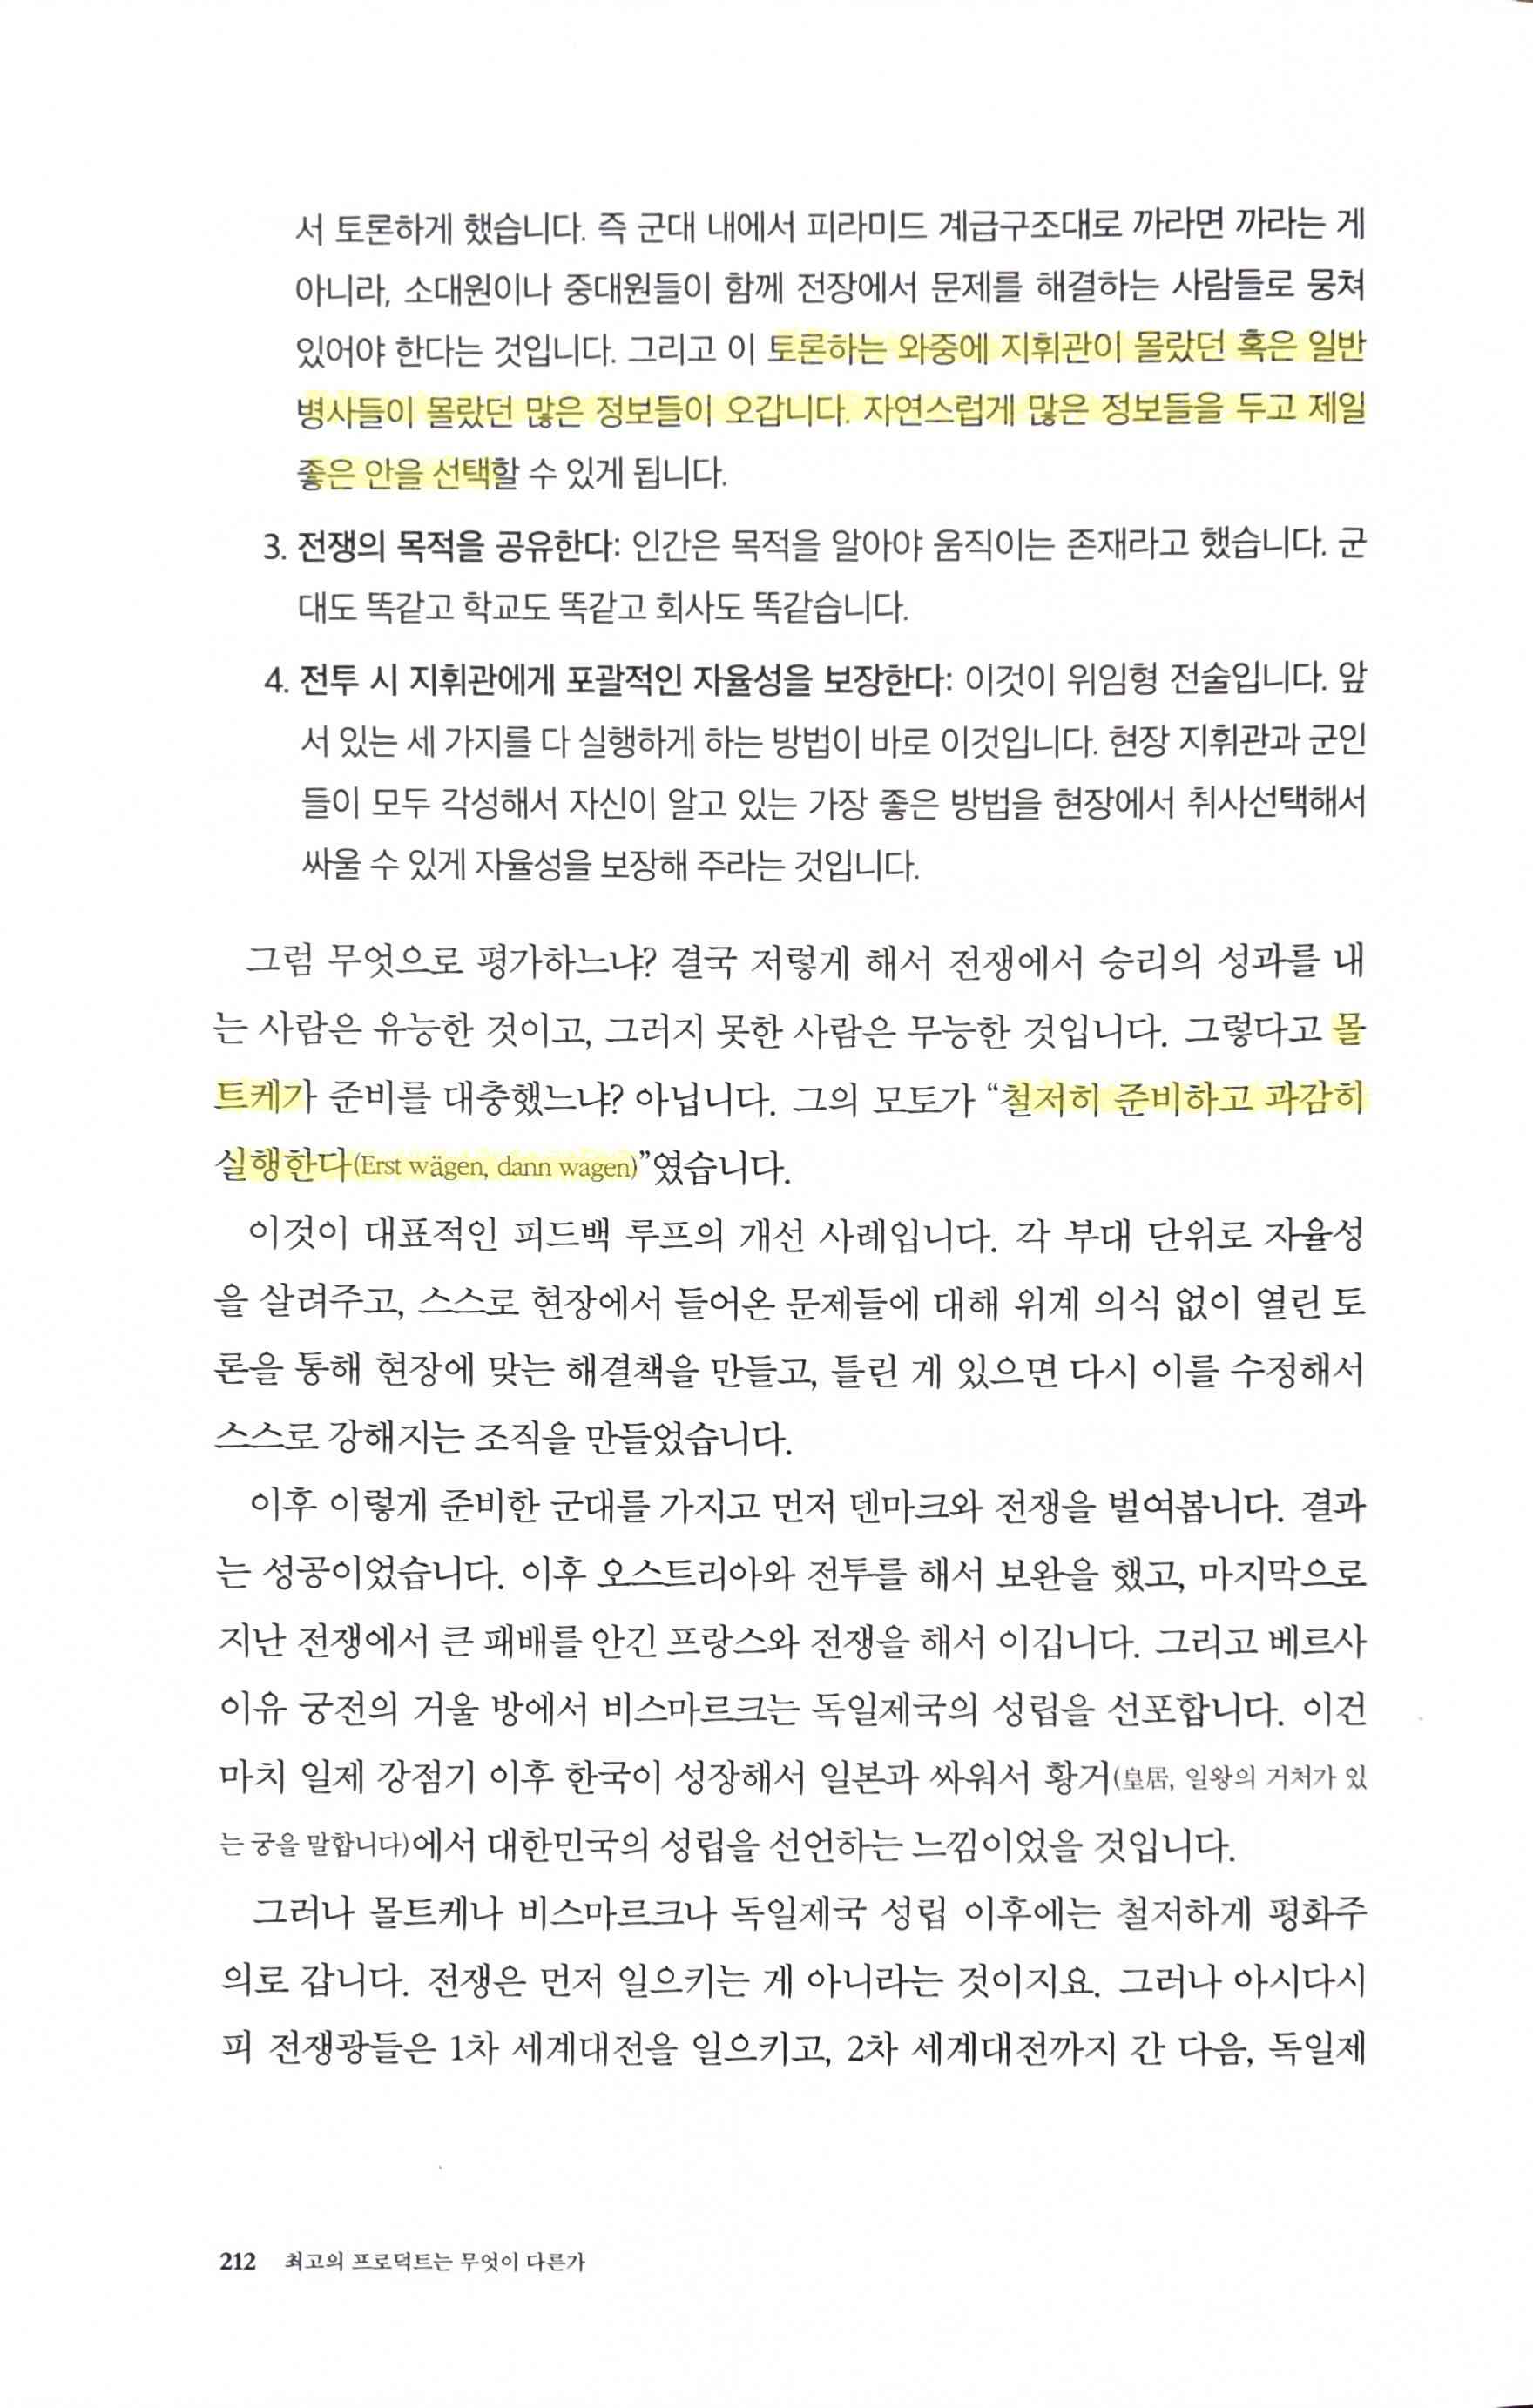 서 토론하게 했습니다. 즉 군대 내에서 피라미드 계급구조대로 까라면 까라는 게
아니라, 소대원이나 중대원들이 함께 전장에서 문제를 해결하는 사람들로 뭉쳐
있어야 한다는 것입니다. 그리고 이 토론하는 와중에 지휘관이 몰랐던 혹은 일반
병사들이 몰랐던 많은 정보들이 오갑니다. 자연스럽게 많은 정보들을 두고 제일
좋은 안을 선택할 수 있게 됩니다.
3. 전쟁의 목적을 공유한다: 인간은 목적을 알아야 움직이는 존재라고 했습니다. 군
대도 똑같고 학교도 똑같고 회사도 똑같습니다.
4. 전투 시 지휘관에게 포괄적인 자율성을 보장한다: 이것이 위임형 전술입니다. 앞
서 있는 세 가지를 다 실행하게 하는 방법이 바로 이것입니다. 현장 지휘관과 군인
들이 모두 각성해서 자신이 알고 있는 가장 좋은 방법을 현장에서 취사선택해서
싸울 수 있게 자율성을 보장해 주라는 것입니다.
그럼 무엇으로 평가하느냐? 결국 저렇게 해서 전쟁에서 승리의 성과를 내
는 사람은 유능한 것이고, 그러지 못한 사람은 무능한 것입니다. 그렇다고 몰
트케가 준비를 대충했느냐? 아닙니다. 그의 모토가 “철저히 준비하고 과감히
실행한다(Erst wägen, dann wagen)”였습니다.
이것이 대표적인 피드백 루프의 개선 사례입니다. 각 부대 단위로 자율성
을 살려주고, 스스로 현장에서 들어온 문제들에 대해 위계 의식 없이 열린 토
론을 통해 현장에 맞는 해결책을 만들고, 틀린 게 있으면 다시 이를 수정해서
스스로 강해지는 조직을 만들었습니다.
이후 이렇게 준비한 군대를 가지고 먼저 덴마크와 전쟁을 벌여봅니다. 결과
는 성공이었습니다. 이후 오스트리아와 전투를 해서 보완을 했고, 마지막으로
지난 전쟁에서 큰 패배를 안긴 프랑스와 전쟁을 해서 이깁니다. 그리고 베르사
이유 궁전의 거울 방에서 비스마르크는 독일제국의 성립을 선포합니다. 이건
마치 일제 강점기 이후 한국이 성장해서 일본과 싸워서 황거(皇居, 일왕의 거처가 있
는 궁을 말합니다)에서 대한민국의 성립을 선언하는 느낌이었을 것입니다.
그러나 몰트케나 비스마르크나 독일제국 성립 이후에는 철저하게 평화주
의로 갑니다. 전쟁은 먼저 일으키는 게 아니라는 것이지요. 그러나 아시다시
피 전쟁광들은 1차 세계대전을 일으키고, 2차 세계대전까지 간 다음, 독일제
212 최고의 프로덕트는 무엇이 다른가